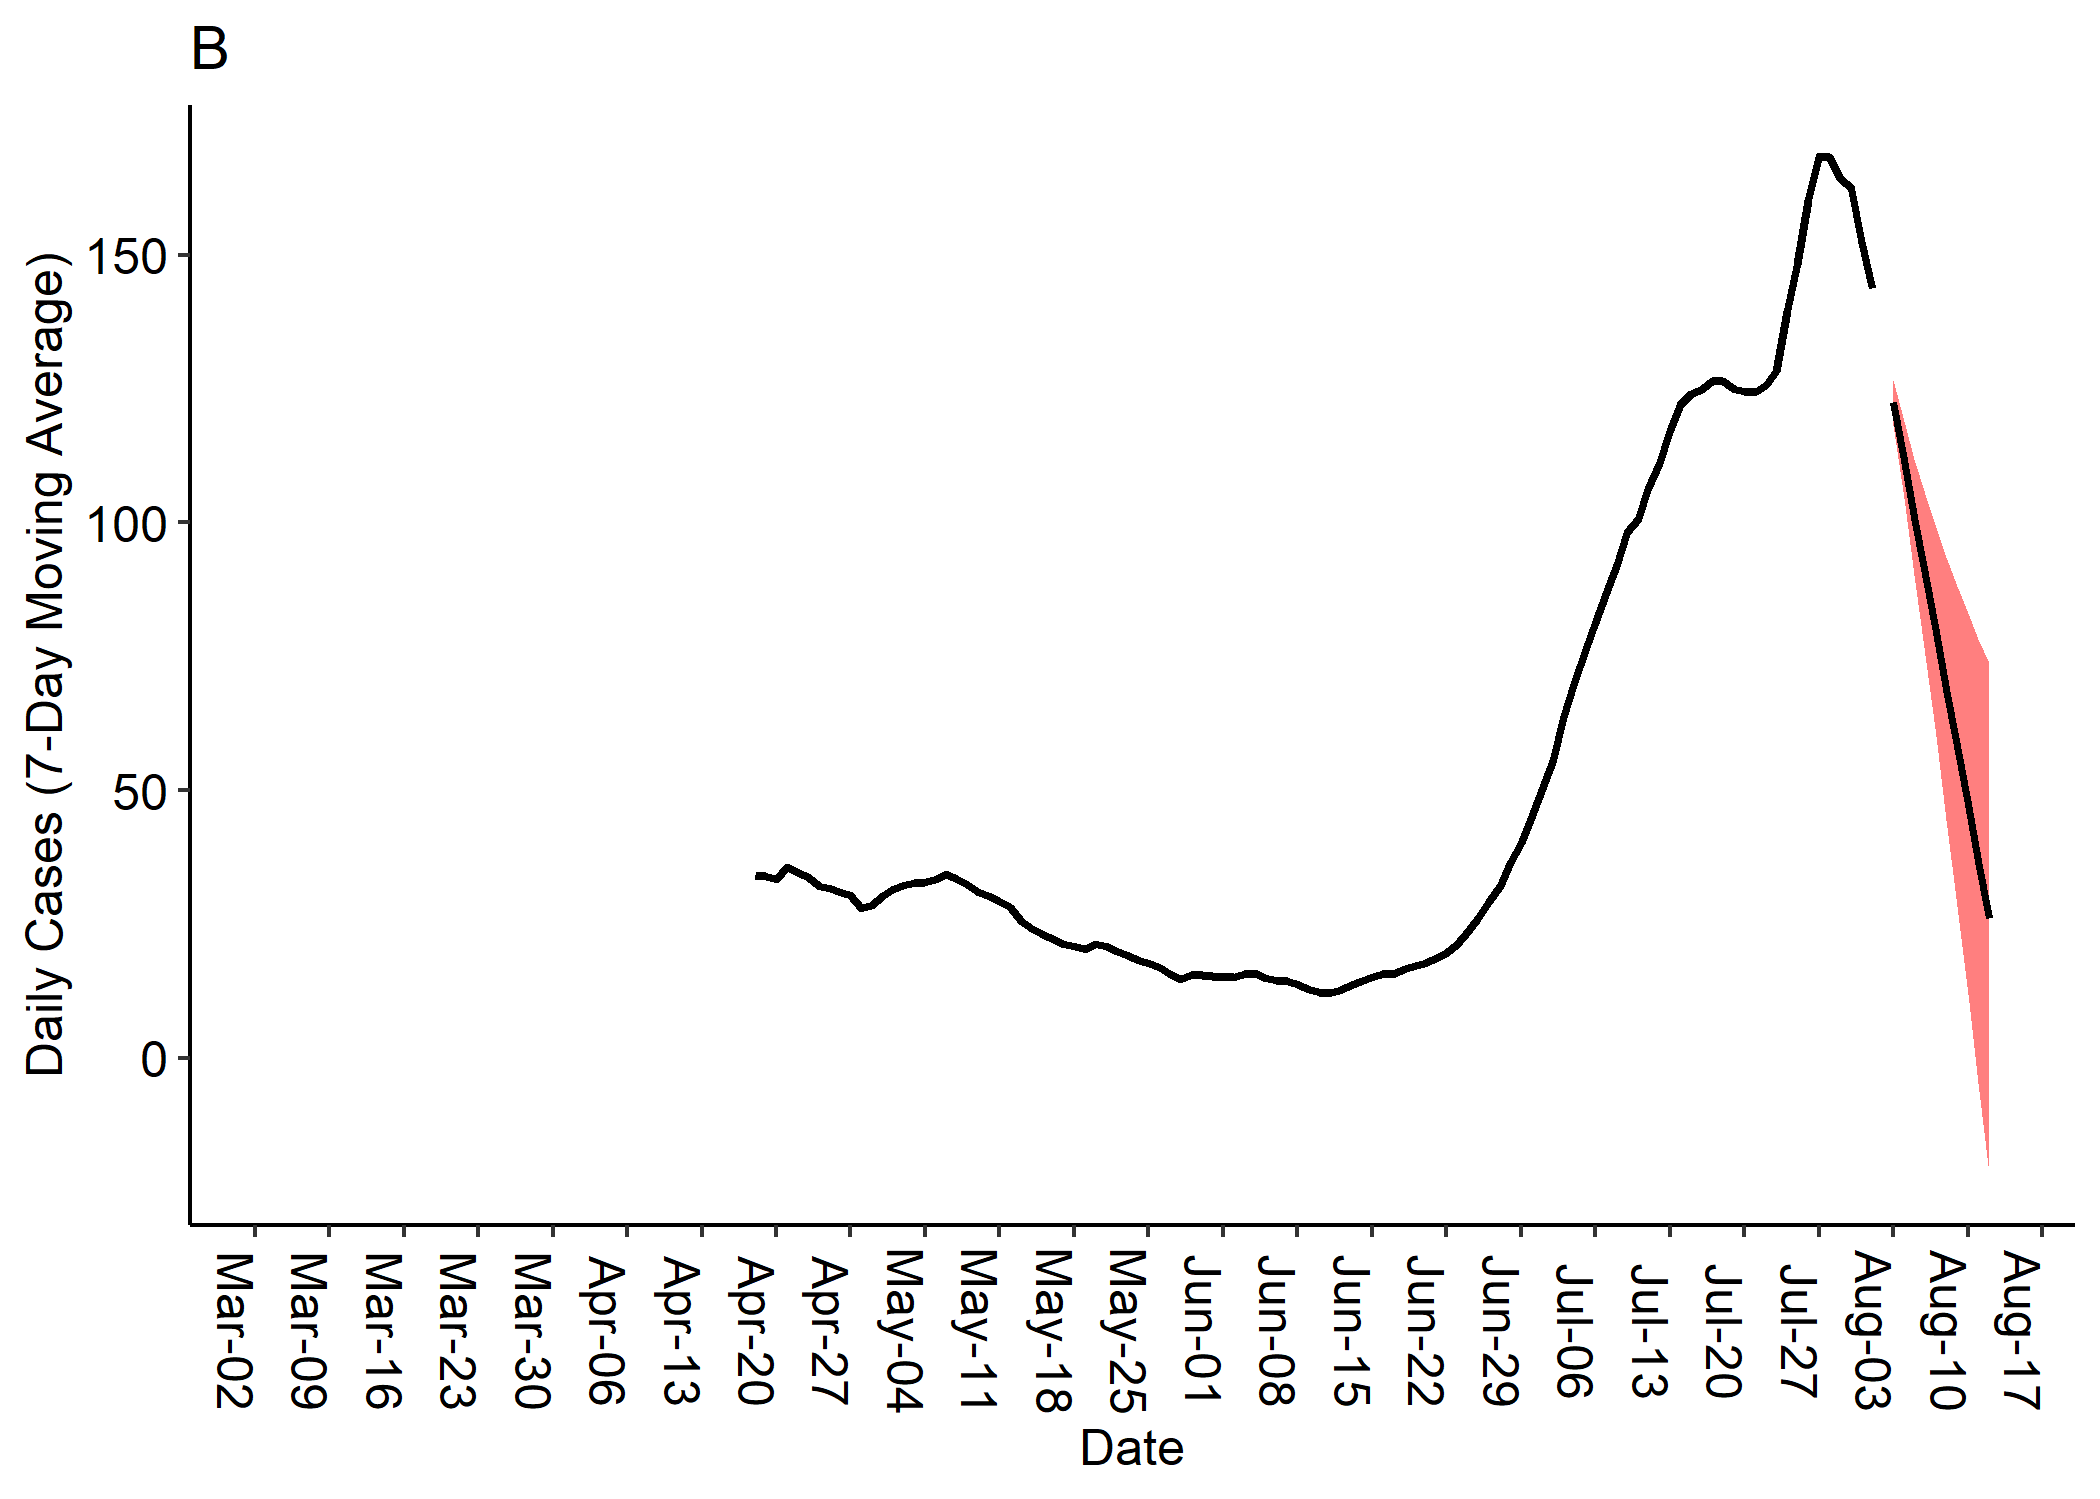 B
Daily Cases (7-Day Moving Average)
150
100
50
0
Mar-02
Mar-09
Mar-16
Mar-23
Mar-30
Apr-06
Apr-13
Apr-20
Apr-27
May-04
May-11
May-18
May-25
Jun-01
Jun-08
Jun-15
Jun-22
Jun-29
Jul-06
Jul-13
Jul-20
Jul-27
Aug-03
Aug-10
Aug-17
Date